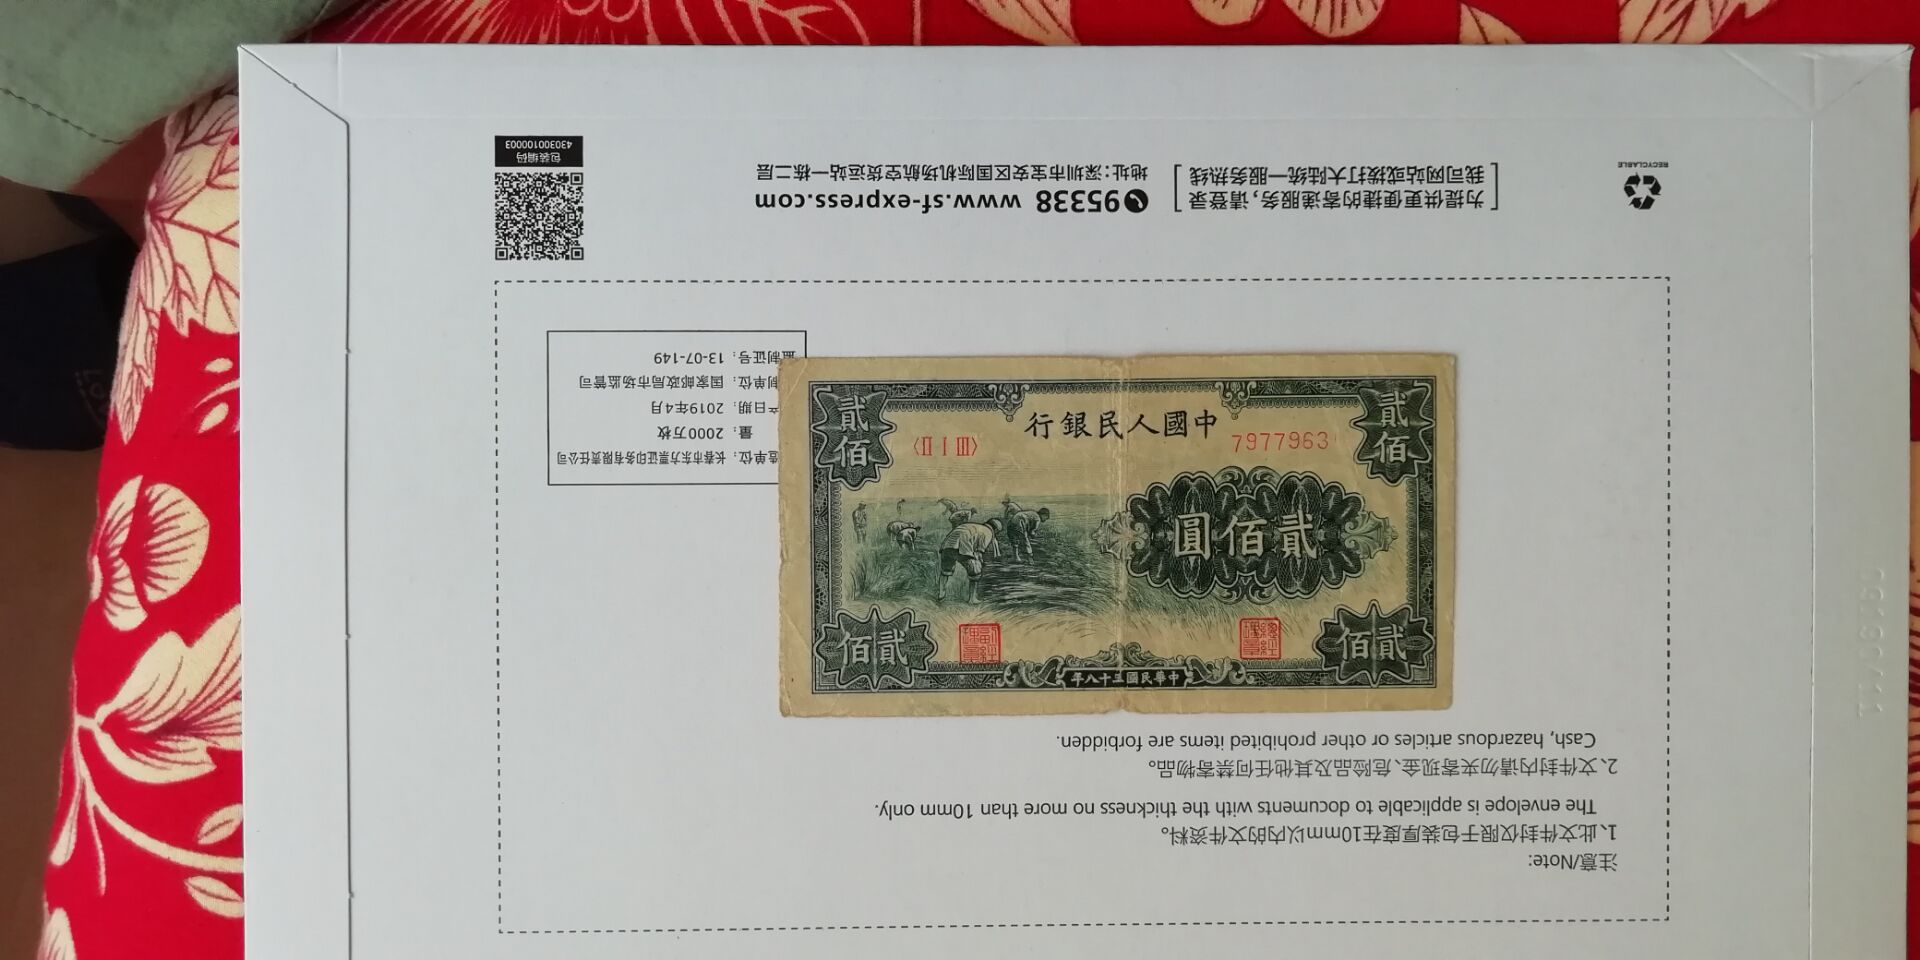 中國人民銀行
〈III I II〉
7977963
貳佰
貳佰
貳佰圓
貳佰
貳佰
中華民國三十八年
注意/Note:
1、此文件封仅限于包装厚度在10mm以内的文件资料。
The envelope is applicable to documents with the thickness no more than 10mm only.
2、文件封内请勿夹寄现金、危险品及其他任何禁寄物品。
Cash, hazardous articles or other prohibited items are forbidden.
造单位：长春市东方票证印务有限责任公司
量：2000万枚
产日期：2019年4月
制单位：国家邮政局市场监管司
监制证号：13-07-149
为提供更便捷的寄递服务，请登录
我司网站或拨打大陆统一服务热线
95338 www.sf-express.com
地址：深圳市宝安区国际机场航空货运站一栋二层
包装编码
430300100003
RECYCLABLE